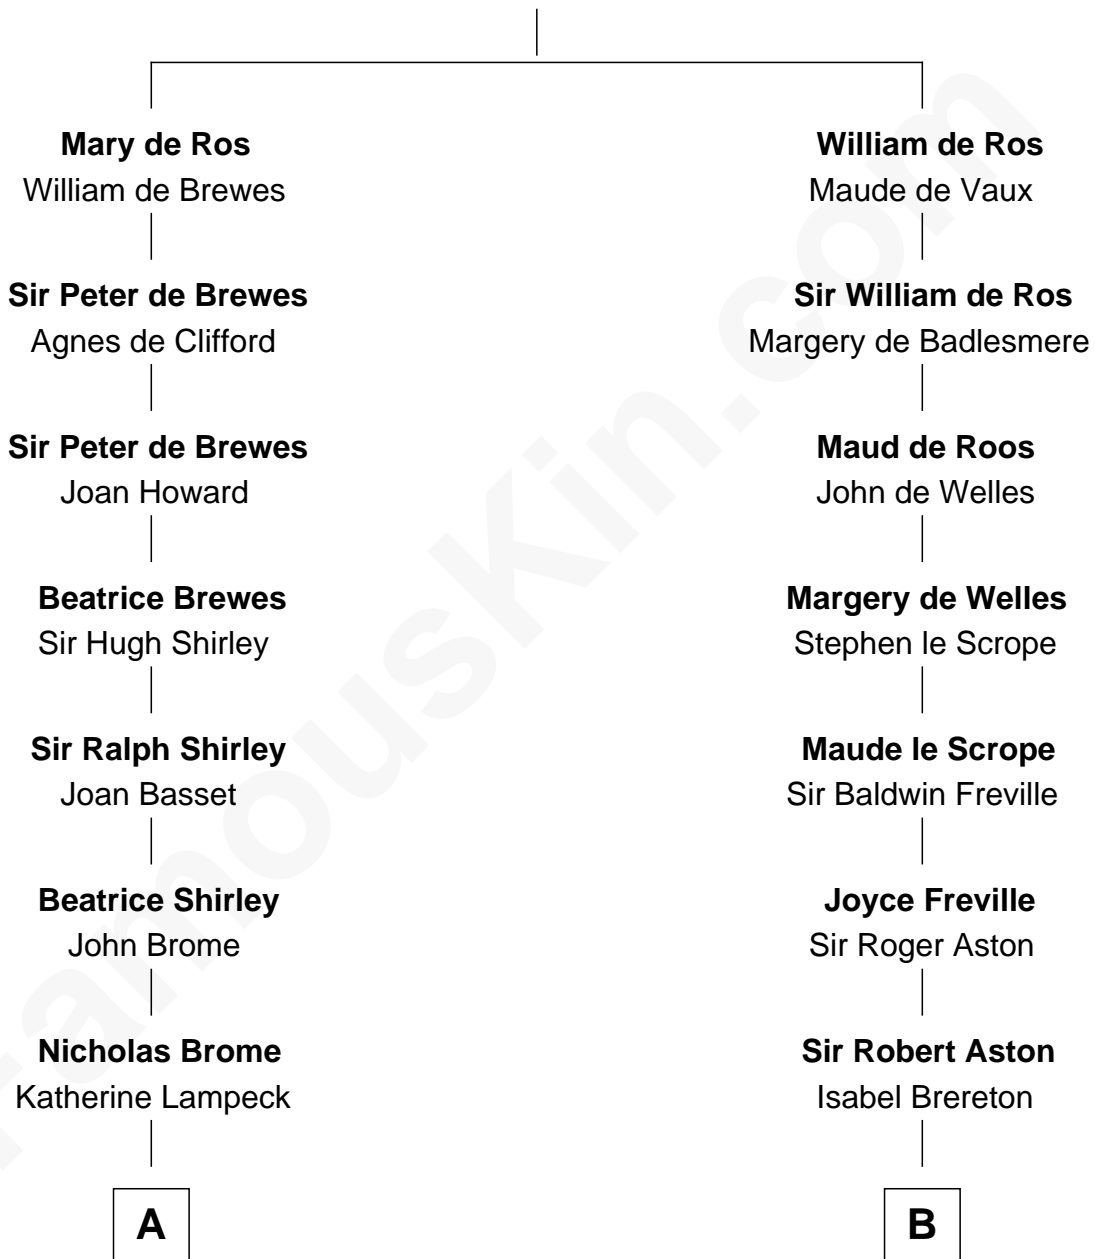 Mary de Ros
William de Brewes
Sir Peter de Brewes
Agnes de Clifford
Sir Peter de Brewes
Joan Howard
Beatrice Brewes
Sir Hugh Shirley
Sir Ralph Shirley
Joan Basset
Beatrice Shirley
John Brome
Nicholas Brome
Katherine Lampeck
A
William de Ros
Maude de Vaux
Sir William de Ros
Margery de Badlesmere
Maud de Roos
John de Welles
Margery de Welles
Stephen le Scrope
Maude le Scrope
Sir Baldwin Freville
Joyce Freville
Sir Roger Aston
Sir Robert Aston
Isabel Brereton
B
FamousKin.com